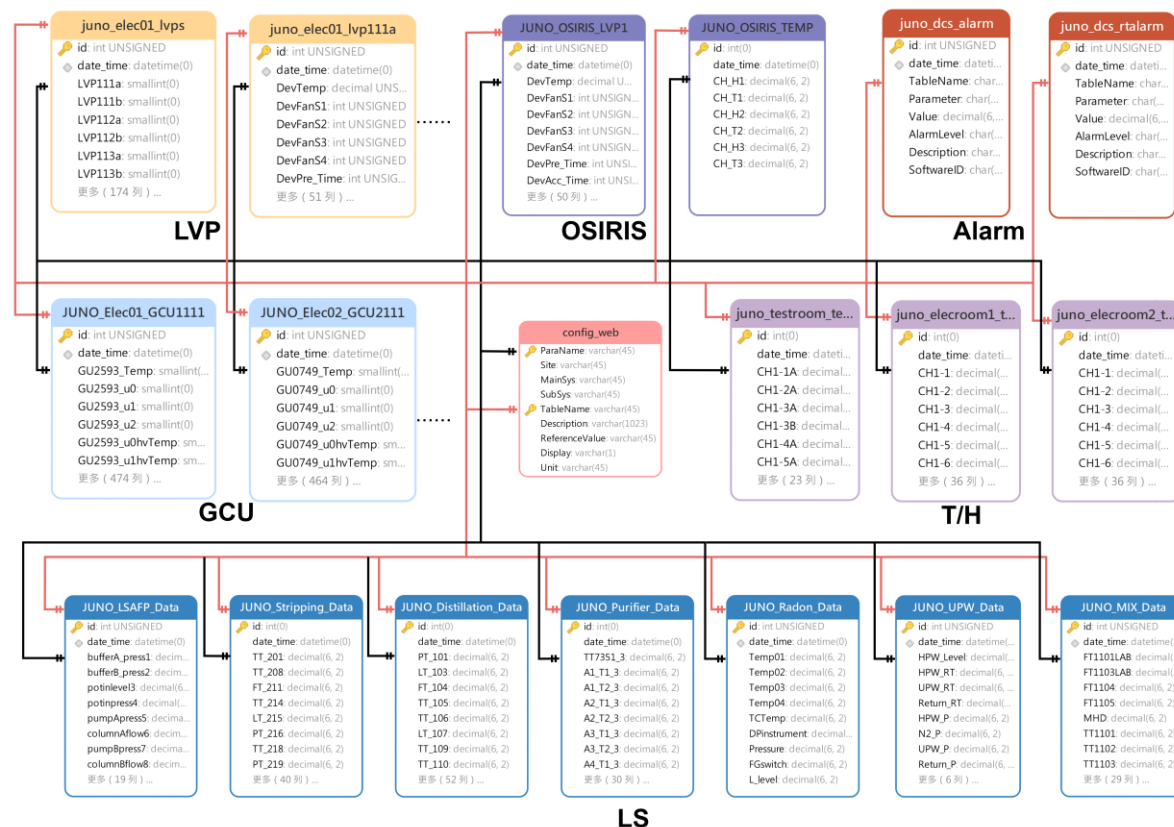 juno_elec01_lvps
id: int UNSIGNED
date_time: datetime(0)
LVP111a: smallint(0)
LVP111b: smallint(0)
LVP112a: smallint(0)
LVP112b: smallint(0)
LVP113a: smallint(0)
LVP113b: smallint(0)
更多 ( 174 列 ) ...
juno_elec01_lvp111a
id: int UNSIGNED
date_time: datetime(0)
DevTemp: decimal UNS...
DevFanS1: int UNSIGNED
DevFanS2: int UNSIGNED
DevFanS3: int UNSIGNED
DevFanS4: int UNSIGNED
DevPre_Time: int UNSIG...
更多 ( 51 列 ) ...
......
LVP
JUNO_OSIRIS_LVP1
id: int UNSIGNED
date_time: datetime(0)
DevTemp: decimal U...
DevFanS1: int UNSIGN...
DevFanS2: int UNSIGN...
DevFanS3: int UNSIGN...
DevFanS4: int UNSIGN...
DevPre_Time: int UNSI...
DevAcc_Time: int UNSI...
更多 ( 50 列 ) ...
JUNO_OSIRIS_TEMP
id: int(0)
date_time: datetime(0)
CH_H1: decimal(6, 2)
CH_T1: decimal(6, 2)
CH_H2: decimal(6, 2)
CH_T2: decimal(6, 2)
CH_H3: decimal(6, 2)
CH_T3: decimal(6, 2)
OSIRIS
juno_dcs_alarm
id: int UNSIGNED
date_time: dateti...
TableName: char...
Parameter: char(...
Value: decimal(6,...
AlarmLevel: char(...
Description: char...
SoftwareID: char(...
juno_dcs_rtalarm
id: int UNSIGNED
date_time: dateti...
TableName: char...
Parameter: char(...
Value: decimal(6,...
AlarmLevel: char(...
Description: char...
SoftwareID: char(...
Alarm
JUNO_Elec01_GCU1111
id: int UNSIGNED
date_time: datetime(0)
GU2593_Temp: smallint(...
GU2593_u0: smallint(0)
GU2593_u1: smallint(0)
GU2593_u2: smallint(0)
GU2593_u0hvTemp: sm...
GU2593_u1hvTemp: sm...
更多 ( 474 列 ) ...
JUNO_Elec02_GCU2111
id: int UNSIGNED
date_time: datetime(0)
GU0749_Temp: smallint(...
GU0749_u0: smallint(0)
GU0749_u1: smallint(0)
GU0749_u2: smallint(0)
GU0749_u0hvTemp: sm...
GU0749_u1hvTemp: sm...
更多 ( 464 列 ) ...
......
GCU
config_web
ParaName: varchar(45)
Site: varchar(45)
MainSys: varchar(45)
SubSys: varchar(45)
TableName: varchar(45)
Description: varchar(1023)
ReferenceValue: varchar(45)
Display: varchar(1)
Unit: varchar(45)
juno_testroom_te...
id: int(0)
date_time: dateti...
CH1-1A: decimal...
CH1-2A: decimal...
CH1-3A: decimal...
CH1-3B: decimal...
CH1-4A: decimal...
CH1-5A: decimal...
更多 ( 23 列 ) ...
juno_elecroom1_t...
id: int(0)
date_time: dateti...
CH1-1: decimal(...
CH1-2: decimal(...
CH1-3: decimal(...
CH1-4: decimal(...
CH1-5: decimal(...
CH1-6: decimal(...
更多 ( 36 列 ) ...
juno_elecroom2_t...
id: int(0)
date_time: dateti...
CH1-1: decimal(...
CH1-2: decimal(...
CH1-3: decimal(...
CH1-4: decimal(...
CH1-5: decimal(...
CH1-6: decimal(...
更多 ( 36 列 ) ...
T/H
JUNO_LSAFP_Data
id: int UNSIGNED
date_time: datetime(0)
bufferA_press1: decim...
bufferB_press2: decim...
potinlevel3: decimal(6...
potinpress4: decimal(...
pumpApress5: decima...
columnAflow6: decima...
pumpBpress7: decima...
columnBflow8: decim...
更多 ( 19 列 ) ...
JUNO_Stripping_Data
id: int(0)
date_time: datetime(0)
TT_201: decimal(6, 2)
TT_208: decimal(6, 2)
FT_211: decimal(6, 2)
TT_214: decimal(6, 2)
LT_215: decimal(6, 2)
PT_216: decimal(6, 2)
TT_218: decimal(6, 2)
PT_219: decimal(6, 2)
更多 ( 40 列 ) ...
JUNO_Distillation_Data
id: int(0)
date_time: datetime(0)
PT_101: decimal(6, 2)
LT_103: decimal(6, 2)
FT_104: decimal(6, 2)
TT_105: decimal(6, 2)
TT_106: decimal(6, 2)
LT_107: decimal(6, 2)
TT_109: decimal(6, 2)
TT_110: decimal(6, 2)
更多 ( 52 列 ) ...
JUNO_Purifier_Data
id: int(0)
date_time: datetime(0)
TT7351_3: decimal(6, 2)
A1_T1_3: decimal(6, 2)
A1_T2_3: decimal(6, 2)
A2_T1_3: decimal(6, 2)
A2_T2_3: decimal(6, 2)
A3_T1_3: decimal(6, 2)
A3_T2_3: decimal(6, 2)
A4_T1_3: decimal(6, 2)
更多 ( 30 列 ) ...
JUNO_Radon_Data
id: int UNSIGNED
date_time: datetime(0)
Temp01: decimal(6, 2)
Temp02: decimal(6, 2)
Temp03: decimal(6, 2)
Temp04: decimal(6, 2)
TCTemp: decimal(6, 2)
DPinstrument: decimal...
Pressure: decimal(6, 2)
FGswitch: decimal(6, 2)
L_level: decimal(6, 2)
JUNO_UPW_Data
id: int UNSIGNED
date_time: datetime(...
HPW_Level: decimal(...
HPW_RT: decimal(6, 2)
UPW_RT: decimal(6, 2)
Return_RT: decimal(6...
HPW_P: decimal(6, 2)
N2_P: decimal(6, 2)
UPW_P: decimal(6, 2)
Return_P: decimal(6, 2)
更多 ( 6 列 ) ...
JUNO_MIX_Data
id: int UNSIGNED
date_time: datetime(0)
FT1101LAB: decimal(...
FT1103LAB: decimal(...
FT1104: decimal(6, 2)
FT1105: decimal(6, 2)
MHD: decimal(6, 2)
TT1101: decimal(6, 2)
TT1102: decimal(6, 2)
TT1103: decimal(6, 2)
更多 ( 29 列 ) ...
LS